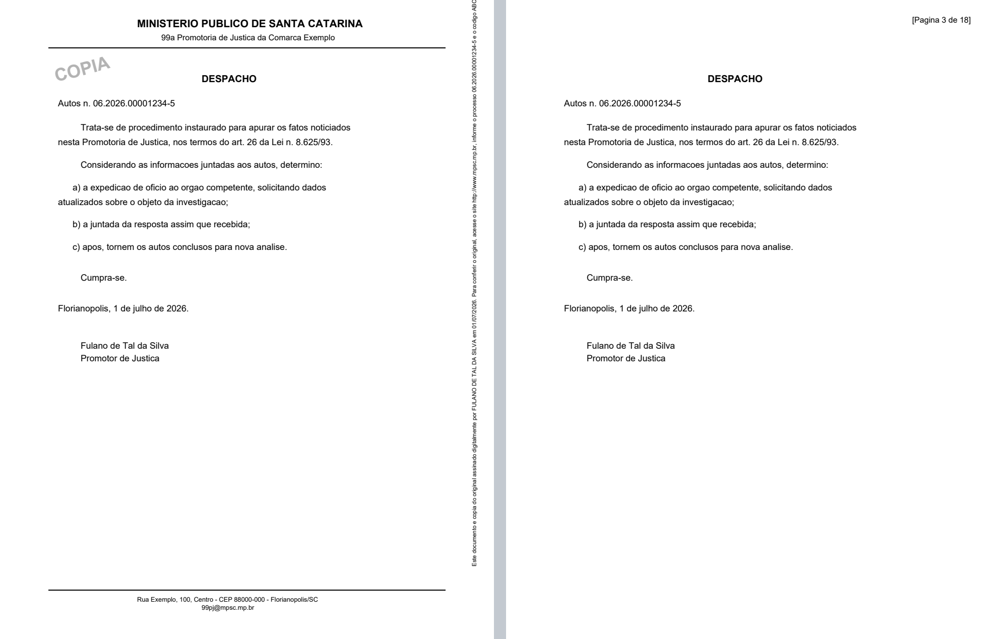 MINISTERIO PUBLICO DE SANTA CATARINA
99a Promotoria de Justica da Comarca Exemplo
COPIA
DESPACHO
Autos n. 06.2026.00001234-5
Trata-se de procedimento instaurado para apurar os fatos noticiados
nesta Promotoria de Justica, nos termos do art. 26 da Lei n. 8.625/93.
Considerando as informacoes juntadas aos autos, determino:
a) a expedicao de oficio ao orgao competente, solicitando dados
atualizados sobre o objeto da investigacao;
b) a juntada da resposta assim que recebida;
c) apos, tornem os autos conclusos para nova analise.
Cumpra-se.
Florianopolis, 1 de julho de 2026.
Fulano de Tal da Silva
Promotor de Justica
Rua Exemplo, 100, Centro - CEP 88000-000 - Florianopolis/SC
99pj@mpsc.mp.br
Este documento e copia do original assinado digitalmente por FULANO DE TAL DA SILVA em 01/07/2026. Para conferir o original, acesse o site http://www.mpsc.mp.br, informe o processo 06.2026.00001234-5 e o codigo ABC
[Pagina 3 de 18]
DESPACHO
Autos n. 06.2026.00001234-5
Trata-se de procedimento instaurado para apurar os fatos noticiados
nesta Promotoria de Justica, nos termos do art. 26 da Lei n. 8.625/93.
Considerando as informacoes juntadas aos autos, determino:
a) a expedicao de oficio ao orgao competente, solicitando dados
atualizados sobre o objeto da investigacao;
b) a juntada da resposta assim que recebida;
c) apos, tornem os autos conclusos para nova analise.
Cumpra-se.
Florianopolis, 1 de julho de 2026.
Fulano de Tal da Silva
Promotor de Justica